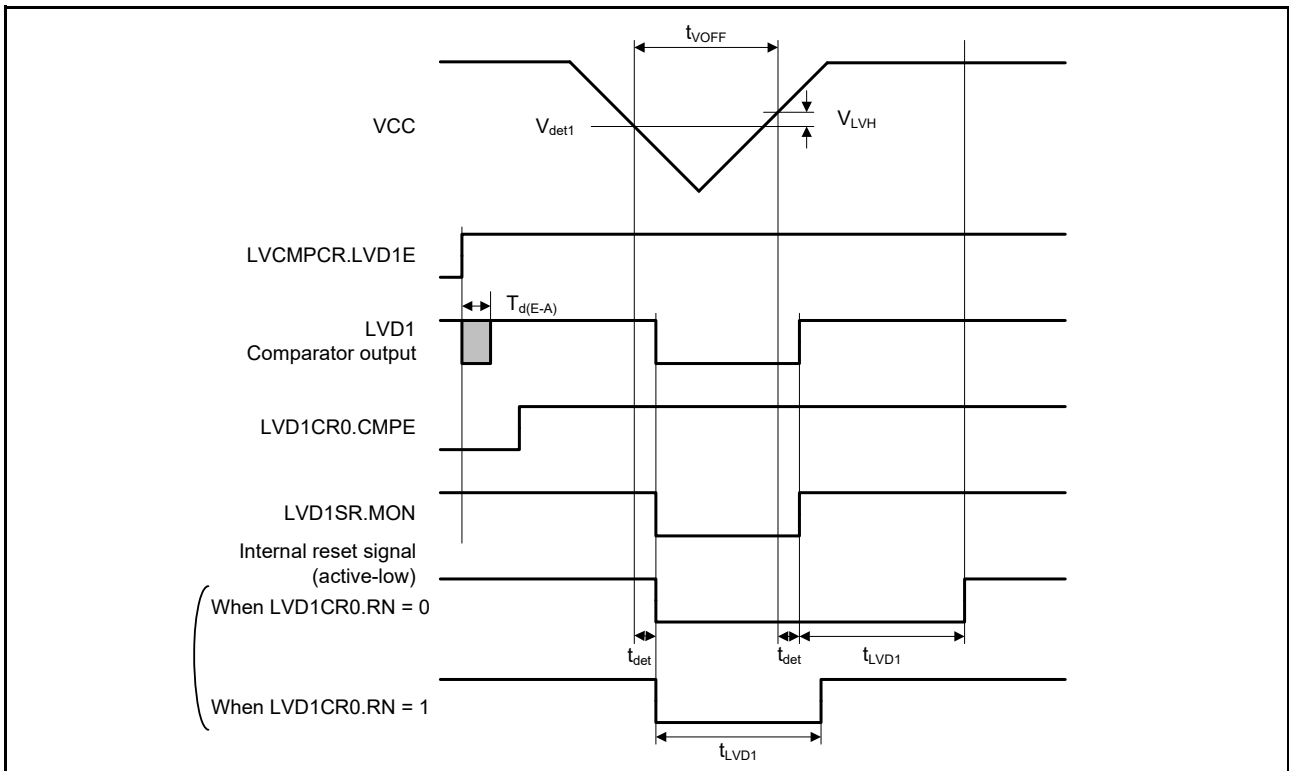 tVOFF
VCC
Vdet1
VLVH
LVCMPCR.LVD1E
Td(E-A)
LVD1
Comparator output
LVD1CR0.CMPE
LVD1SR.MON
Internal reset signal
(active-low)
When LVD1CR0.RN = 0
tdet
tdet
tLVD1
When LVD1CR0.RN = 1
tLVD1